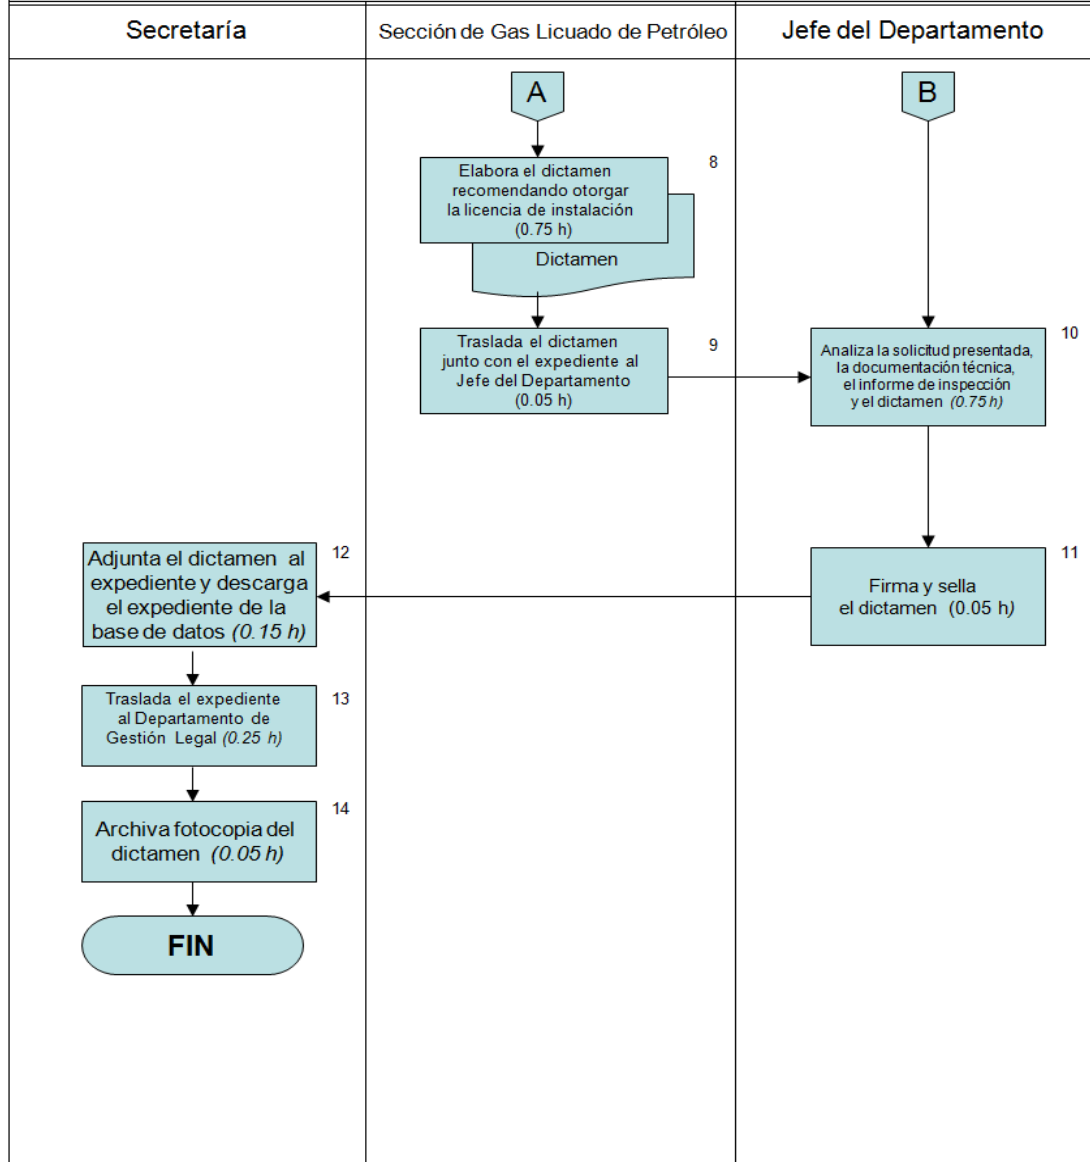 Secretaría
Sección de Gas Licuado de Petróleo
Jefe del Departamento
A
B
8
Elabora el dictamen
recomendando otorgar
la licencia de instalación
(0.75 h)
Dictamen
9
Traslada el dictamen
junto con el expediente al
Jefe del Departamento
(0.05 h)
10
Analiza la solicitud presentada,
la documentación técnica,
el informe de inspección
y el dictamen (0.75 h)
11
Firma y sella
el dictamen (0.05 h)
12
Adjunta el dictamen al
expediente y descarga
el expediente de la
base de datos (0.15 h)
13
Traslada el expediente
al Departamento de
Gestión Legal (0.25 h)
14
Archiva fotocopia del
dictamen (0.05 h)
FIN